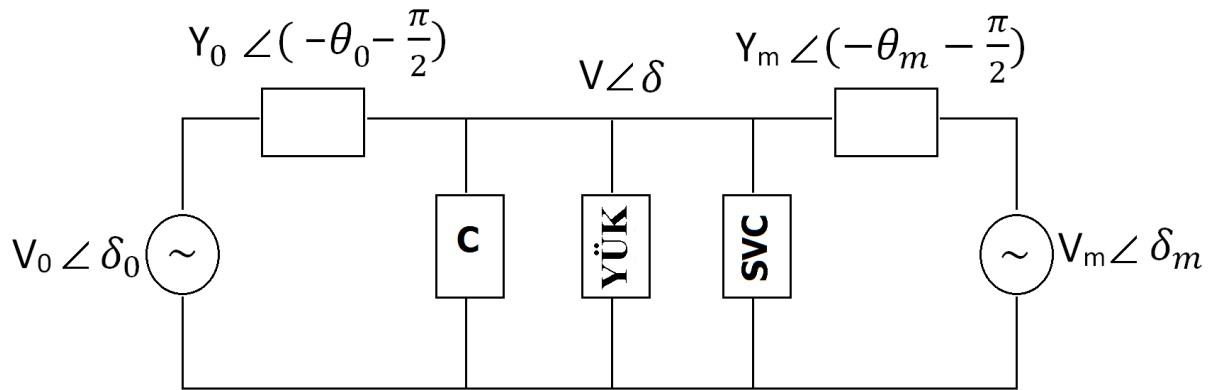 Y₀ ∠(−θ₀−π/2)
Yₘ ∠(−θₘ − π/2)
V∠δ
C
YÜK
SVC
V₀ ∠ δ₀
~
~
Vₘ∠ δₘ